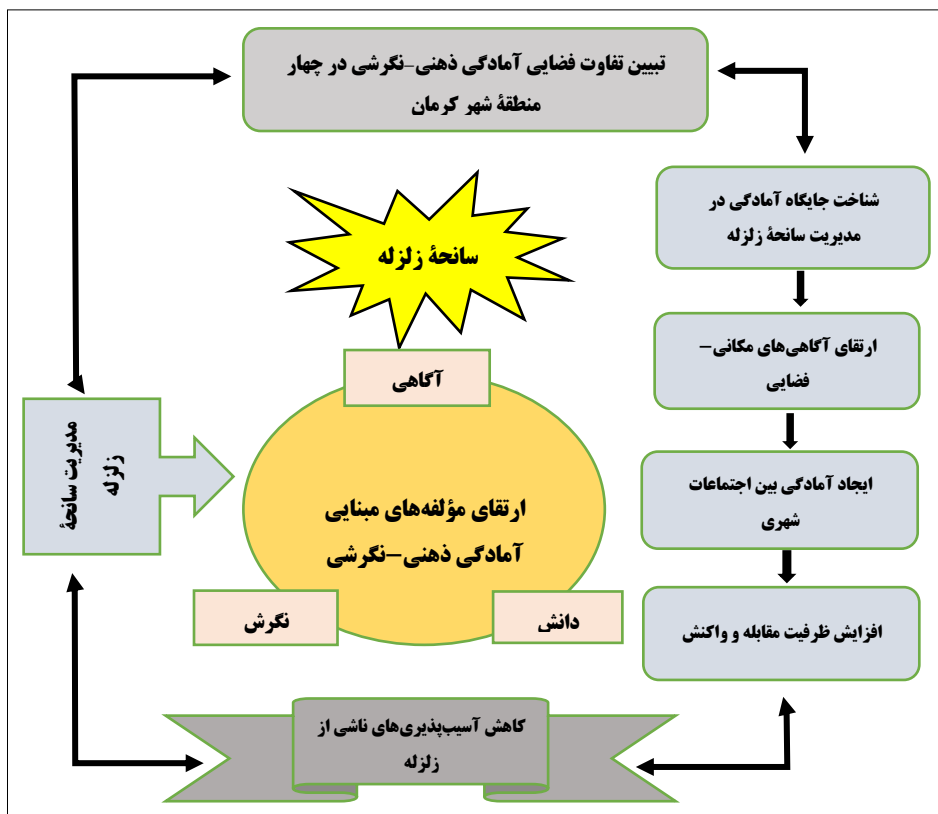 تبیین تفاوت فضایی آمادگی ذهنی–نگرشی در چهار
منطقهٔ شهر کرمان
شناخت جایگاه آمادگی در
مدیریت سانحهٔ زلزله
سانحهٔ زلزله
ارتقای آگاهی‌های مکانی–
فضایی
آگاهی
مدیریت سانحهٔ
زلزله
ارتقای مؤلفه‌های مبنایی
آمادگی ذهنی–نگرشی
ایجاد آمادگی بین اجتماعات
شهری
دانش
نگرش
افزایش ظرفیت مقابله و واکنش
کاهش آسیب‌پذیری‌های ناشی از
زلزله